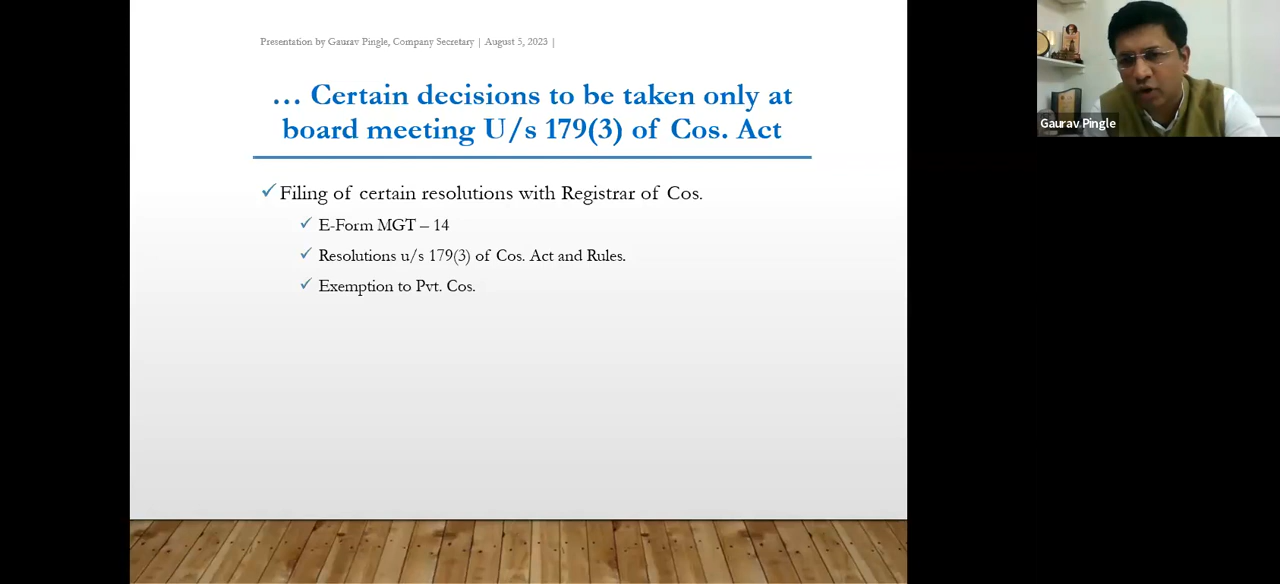 Presentation by Gaurav Pingle, Company Secretary | August 5, 2023 |
… Certain decisions to be taken only at
board meeting U/s 179(3) of Cos. Act
✓Filing of certain resolutions with Registrar of Cos.
✓ E-Form MGT – 14
✓ Resolutions u/s 179(3) of Cos. Act and Rules.
✓ Exemption to Pvt. Cos.
Gaurav Pingle